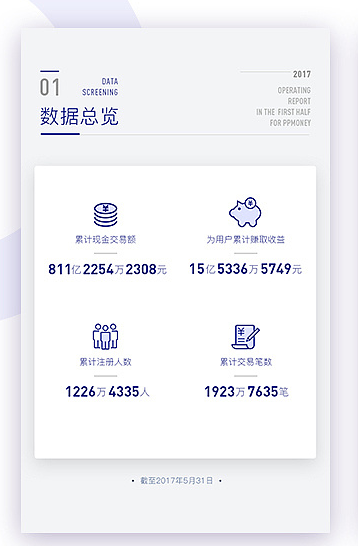 01
DATA
SCREENING
数据总览
2017
OPERATING
REPORT
IN THE FIRST HALF
FOR PPMONEY
¥
累计现金交易额
811亿2254万2308元
¥
为用户累计赚取收益
15亿5336万5749元
累计注册人数
1226万4335人
¥
累计交易笔数
1923万7635笔
• 截至2017年5月31日 •